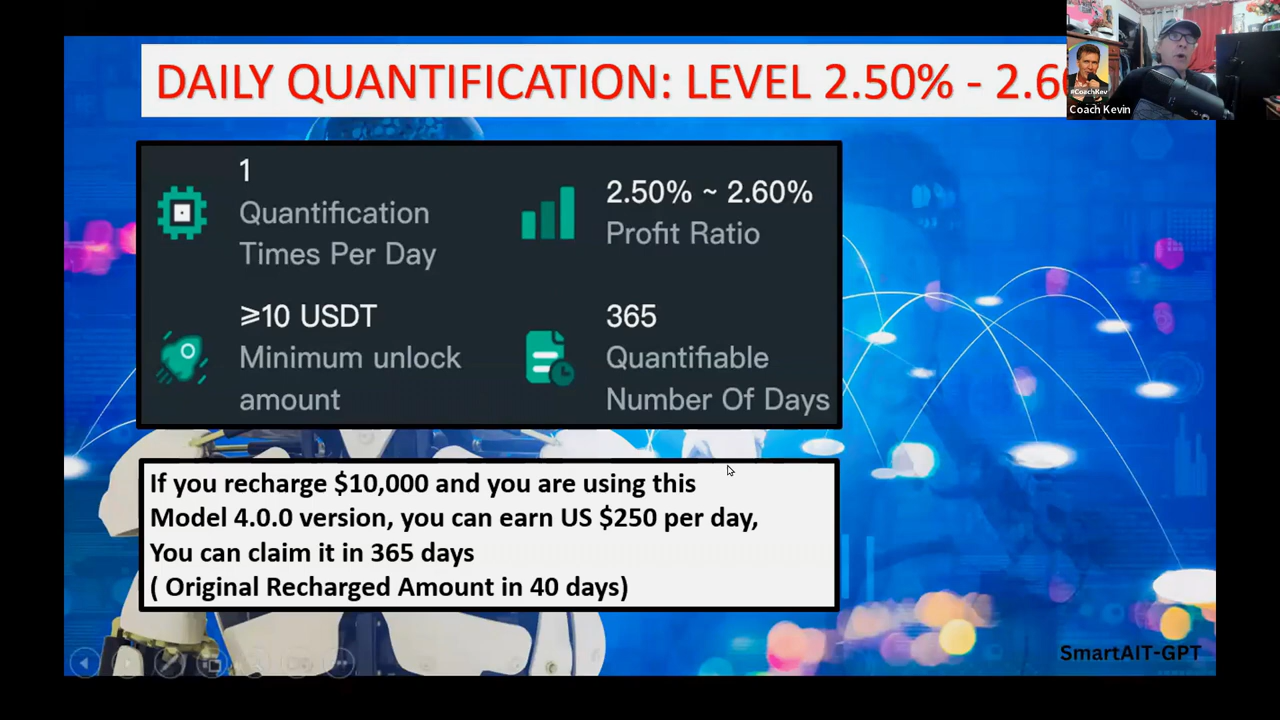 DAILY QUANTIFICATION: LEVEL 2.50% - 2.6
#CoachKev
Coach Kevin
1
Quantification
Times Per Day
2.50% ~ 2.60%
Profit Ratio
≥10 USDT
Minimum unlock
amount
365
Quantifiable
Number Of Days
If you recharge $10,000 and you are using this
Model 4.0.0 version, you can earn US $250 per day,
You can claim it in 365 days
( Original Recharged Amount in 40 days)
SmartAIT-GPT